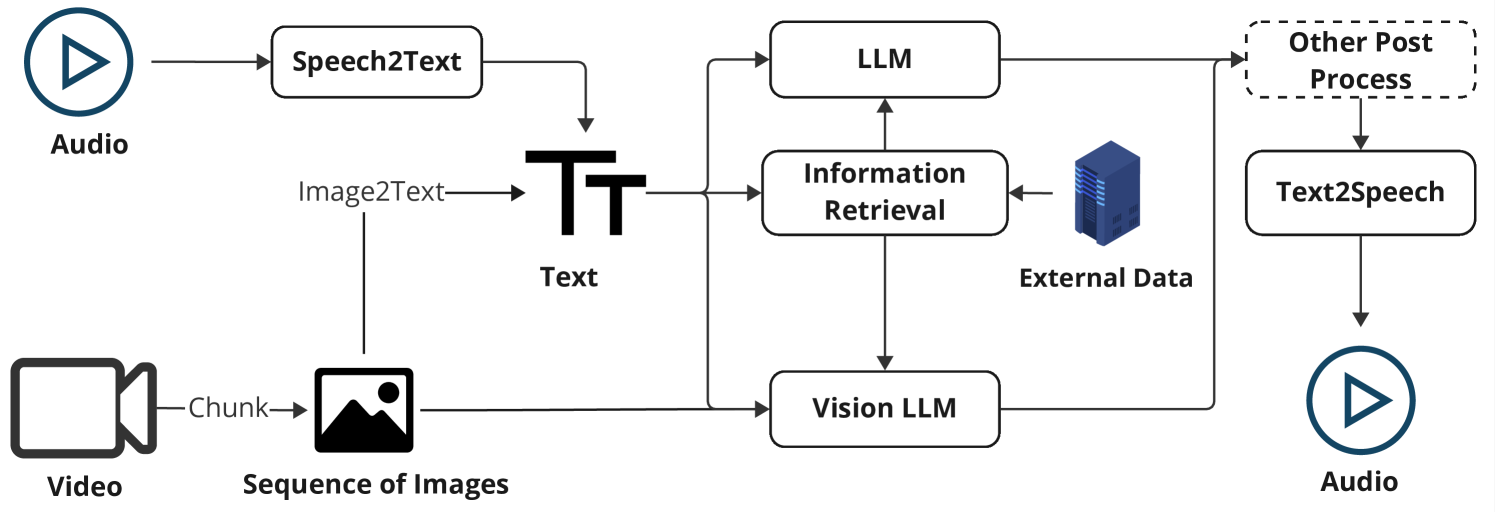 Audio
Speech2Text
Image2Text
Text
Video
Chunk
Sequence of Images
LLM
Information
Retrieval
External Data
Vision LLM
Other Post
Process
Text2Speech
Audio